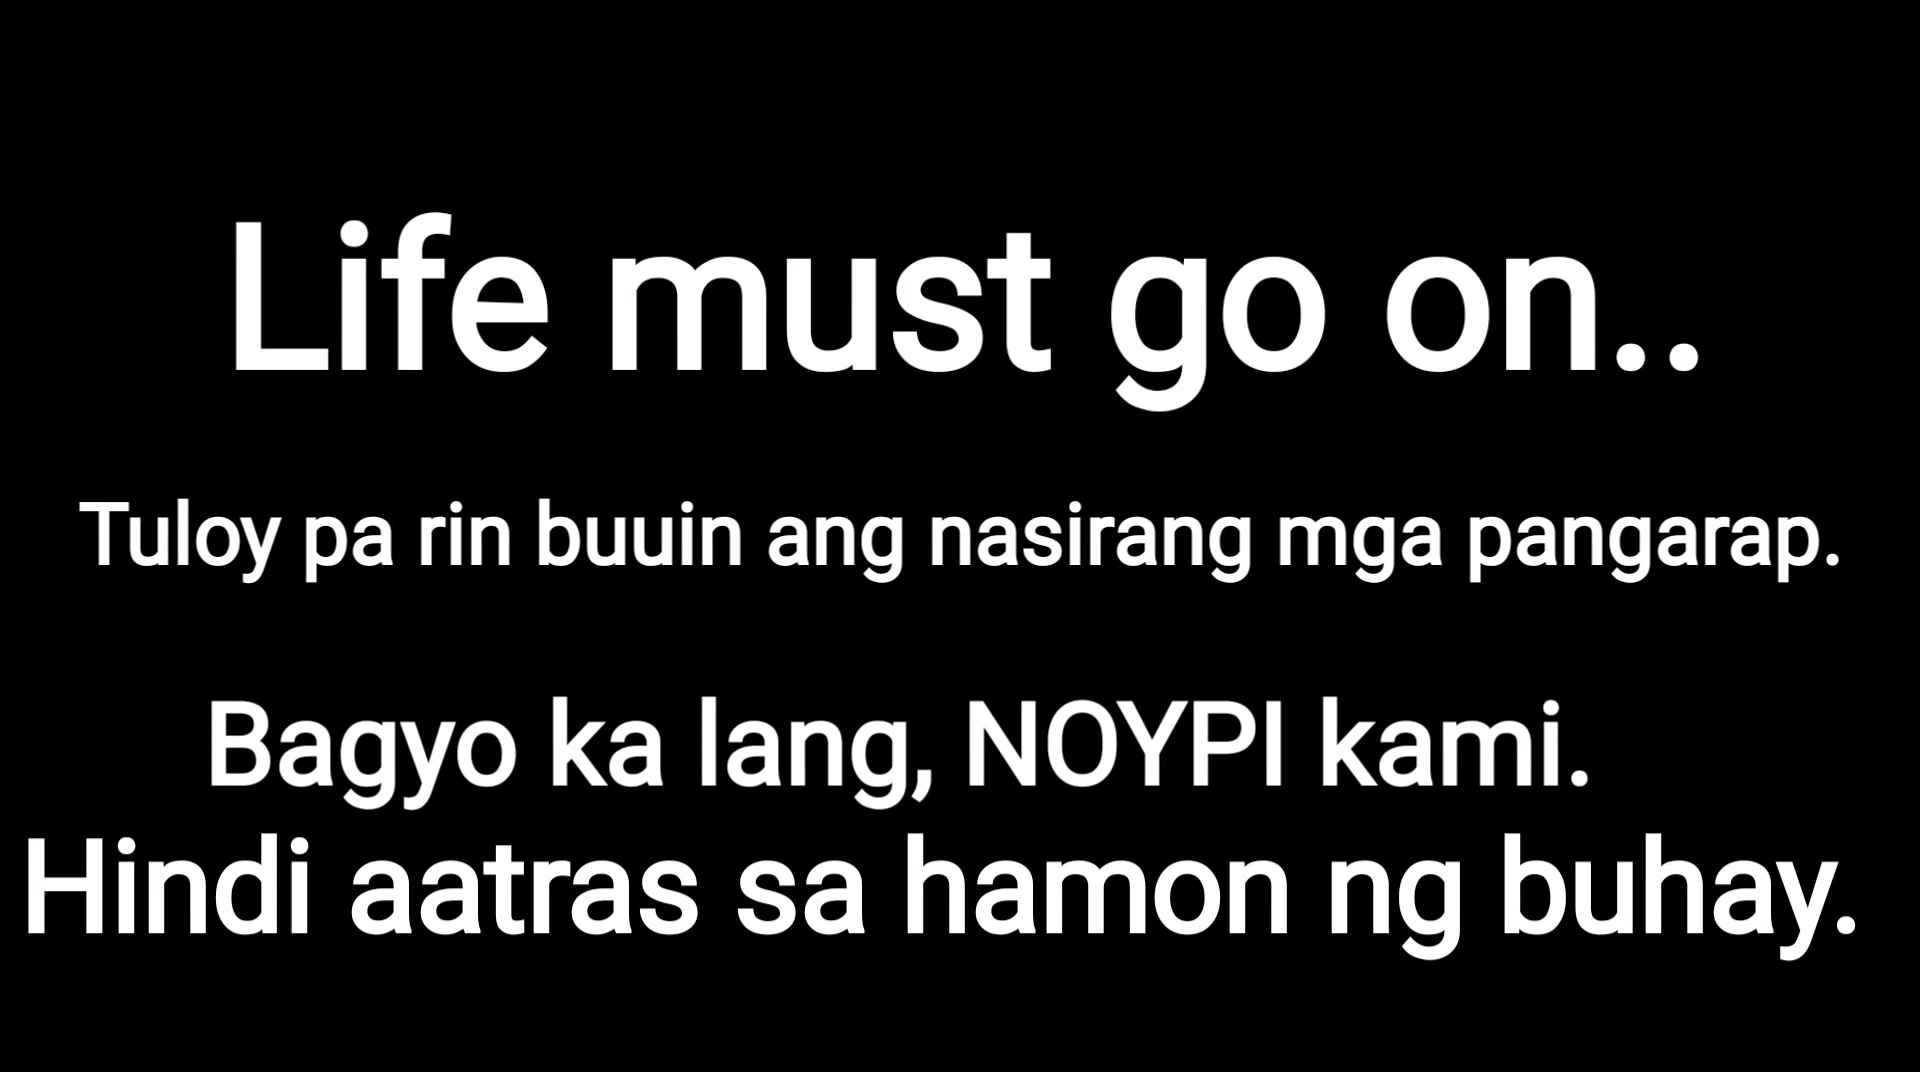 Life must go on..
Tuloy pa rin buuin ang nasirang mga pangarap.
Bagyo ka lang, NOYPI kami.
Hindi aatras sa hamon ng buhay.